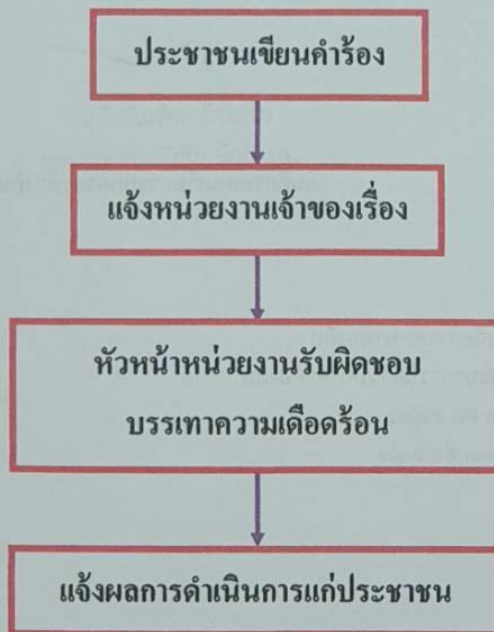 ประชาชนเขียนคำร้อง
แจ้งหน่วยงานเจ้าของเรื่อง
หัวหน้าหน่วยงานรับผิดชอบ
บรรเทาความเดือดร้อน
แจ้งผลการดำเนินการแก่ประชาชน